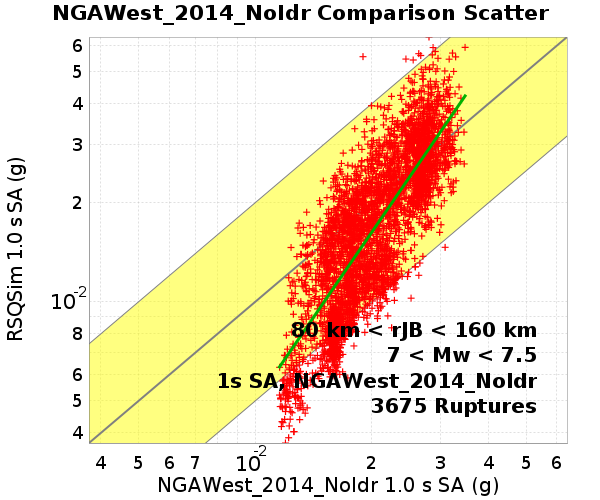 NGAWest_2014_NoIdr Comparison Scatter
6
5
4
3
2
10-2
8
6
5
4
RSQSim 1.0 s SA (g)
80 km < rJB < 160 km
7 < Mw < 7.5
1s SA, NGAWest_2014_NoIdr
3675 Ruptures
4 5 6 7 10-2 2 3 4 5 6
NGAWest_2014_NoIdr 1.0 s SA (g)